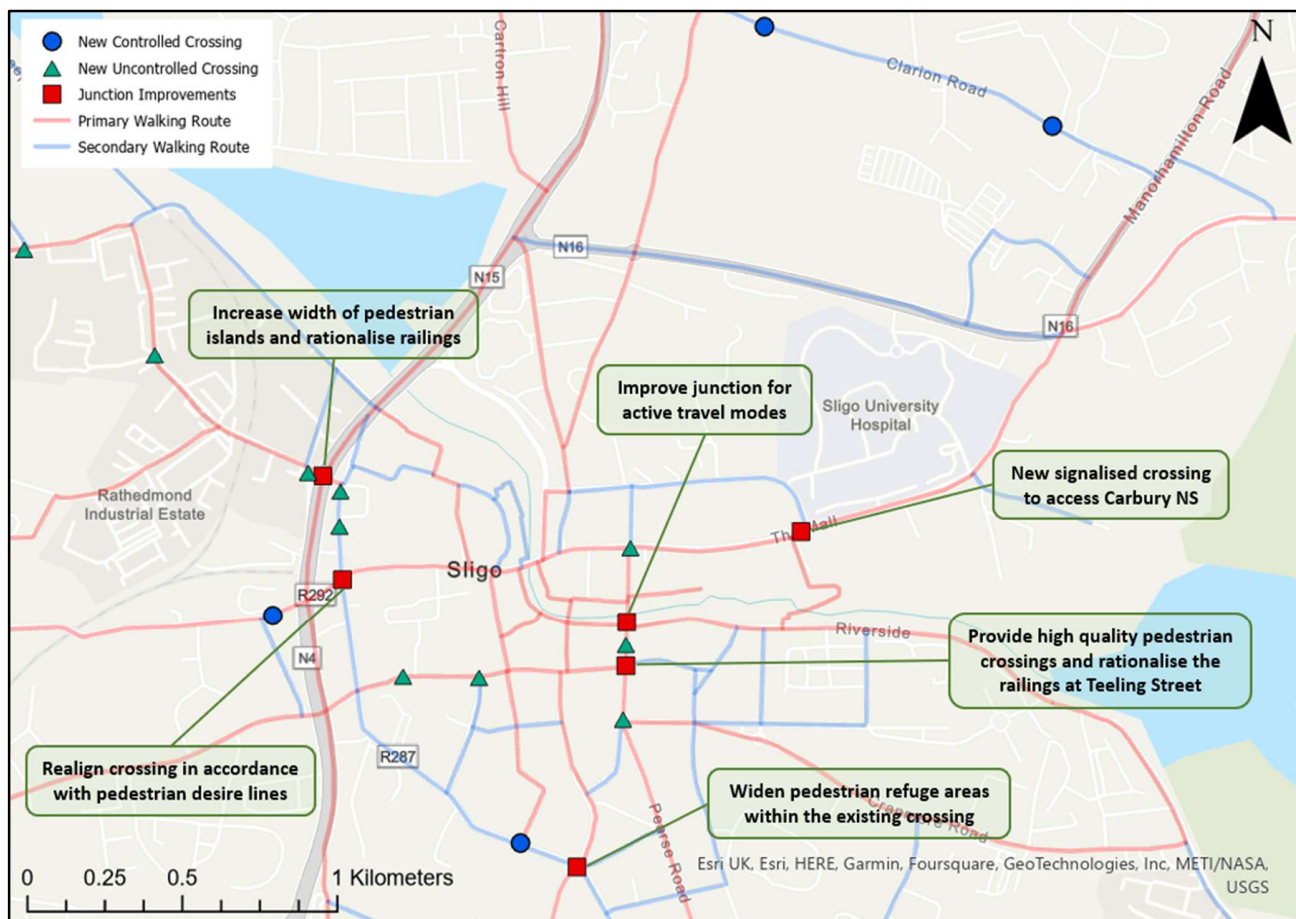 New Controlled Crossing
New Uncontrolled Crossing
Junction Improvements
Primary Walking Route
Secondary Walking Route
Cartron Hill
Clarion Road
N
Manorhamilton Road
N16
N15
N16
Increase width of pedestrian
islands and rationalise railings
Improve junction for
active travel modes
Sligo University
Hospital
New signalised crossing
to access Carbury NS
Rathedmond
Industrial Estate
The Mall
Sligo
R292
Riverside
N4
Provide high quality pedestrian
crossings and rationalise the
railings at Teeling Street
R287
Realign crossing in accordance
with pedestrian desire lines
Widen pedestrian refuge areas
within the existing crossing
Pearse Road
Cranmore Road
Esri UK, Esri, HERE, Garmin, Foursquare, GeoTechnologies, Inc, METI/NASA,
USGS
0 0.25 0.5 1 Kilometers